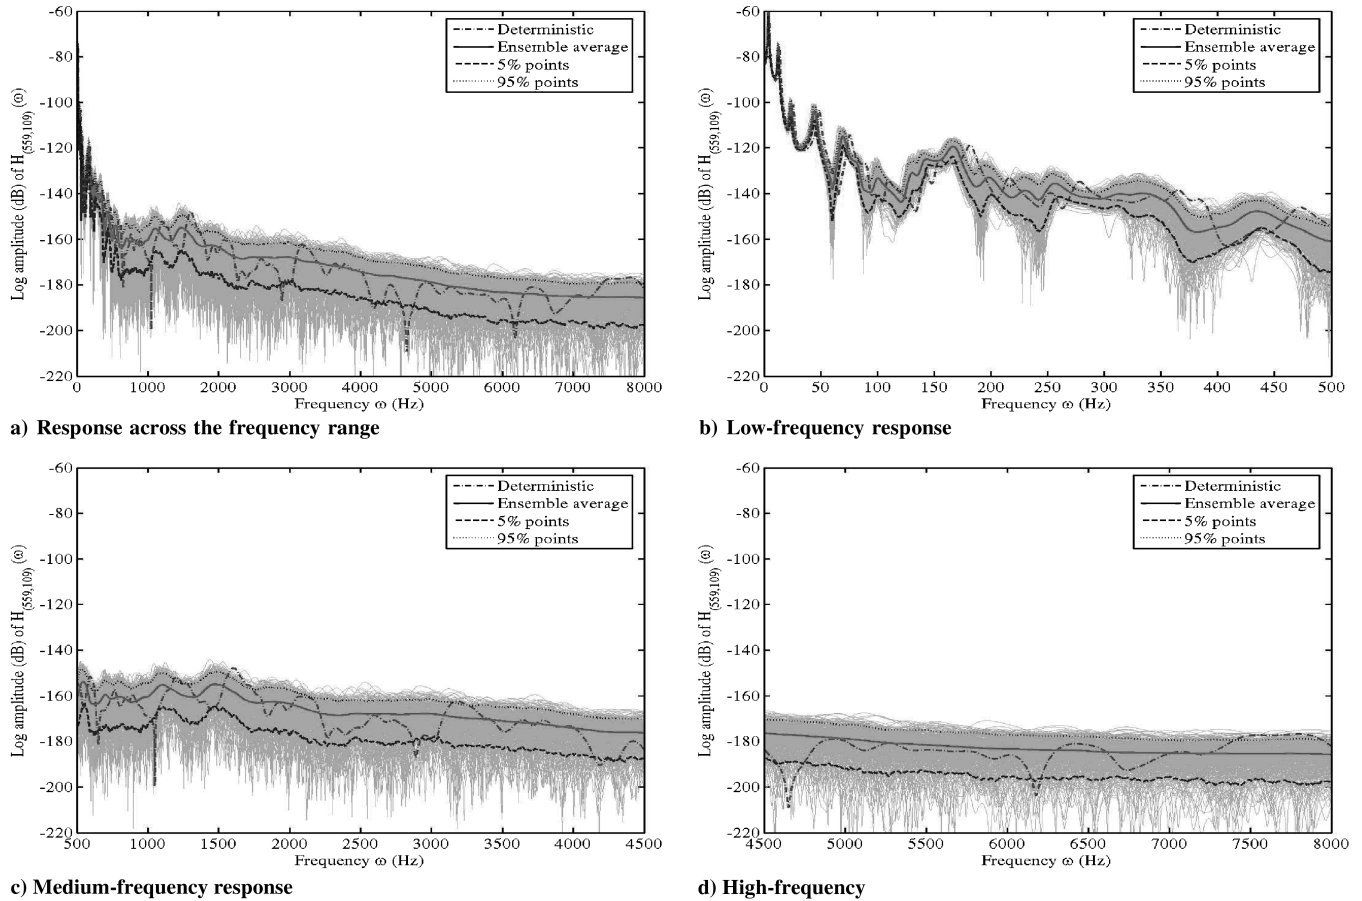 -60
-80
-100
-120
-140
-160
-180
-200
-220
Log amplitude (dB) of H(559,109) (ω)
Deterministic
Ensemble average
5% points
95% points
0 1000 2000 3000 4000 5000 6000 7000 8000
Frequency ω (Hz)
a) Response across the frequency range
-60
-80
-100
-120
-140
-160
-180
-200
-220
Log amplitude (dB) of H(559,109) (ω)
Deterministic
Ensemble average
5% points
95% points
0 50 100 150 200 250 300 350 400 450 500
Frequency ω (Hz)
b) Low-frequency response
-60
-80
-100
-120
-140
-160
-180
-200
-220
Log amplitude (dB) of H(559,109) (ω)
Deterministic
Ensemble average
5% points
95% points
500 1000 1500 2000 2500 3000 3500 4000 4500
Frequency ω (Hz)
c) Medium-frequency response
-60
-80
-100
-120
-140
-160
-180
-200
-220
Log amplitude (dB) of H(559,109) (ω)
Deterministic
Ensemble average
5% points
95% points
4500 5000 5500 6000 6500 7000 7500 8000
Frequency ω (Hz)
d) High-frequency